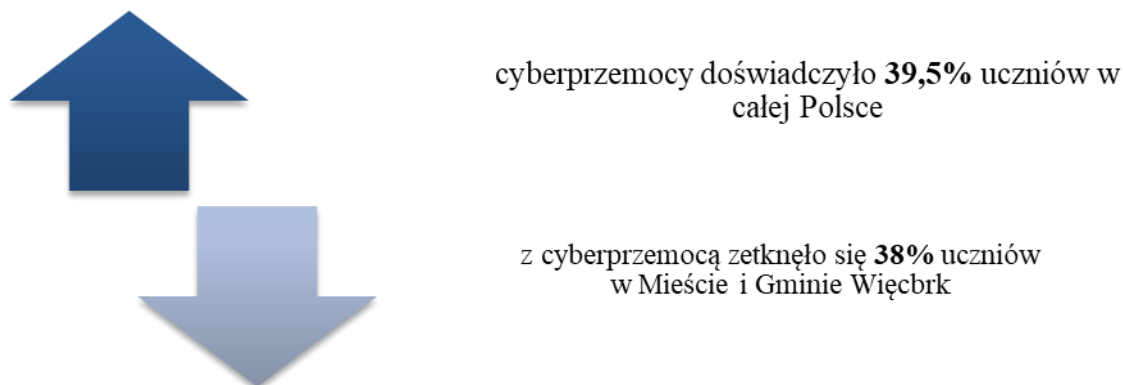 cyberprzemocy doświadczyło 39,5% uczniów w
całej Polsce
z cyberprzemocą zetknęło się 38% uczniów
w Mieście i Gminie Więcbrk